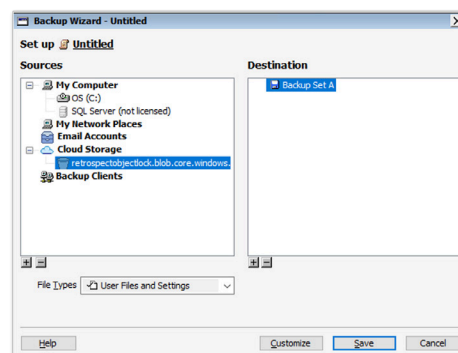 Backup Wizard - Untitled
Set up Untitled
Sources
Destination
My Computer
OS (C:)
SQL Server (not licensed)
My Network Places
Email Accounts
Cloud Storage
retrospectobjectlock.blob.core.windows.
Backup Clients
Backup Set A
File Types User Files and Settings
Help
Customize
Save
Cancel